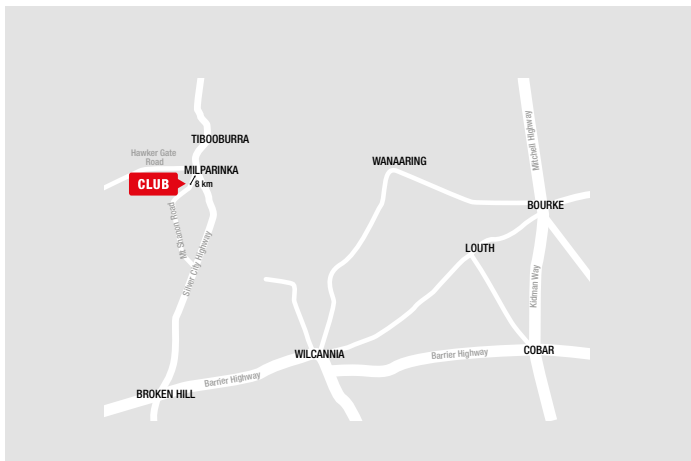 TIBOOBURRA
Hawker Gate
Road
MILPARINKA
CLUB
8 km
Mt Sharon Road
Silver City Highway
WANAARING
Mitchell Highway
BOURKE
LOUTH
Kidman Way
WILCANNIA
Barrier Highway
COBAR
Barrier Highway
BROKEN HILL